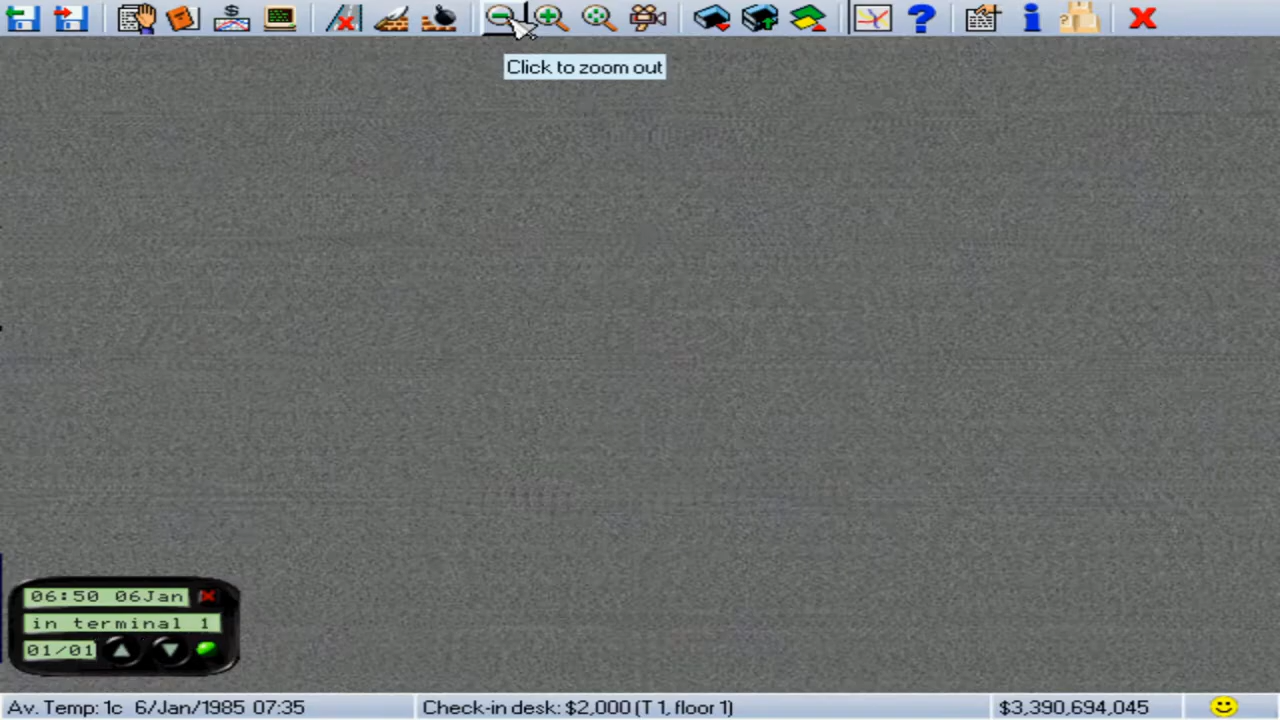 Click to zoom out
06:50 06Jan
in terminal 1
01/01
Av. Temp: 1c 6/Jan/1985 07:35
Check-in desk: $2,000 (T 1, floor 1)
$3,390,694,045